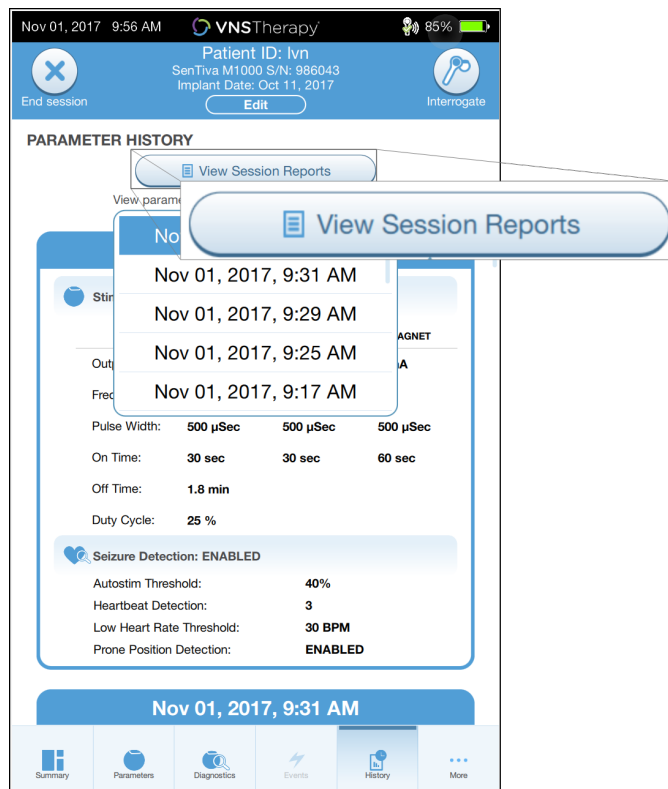 Nov 01, 2017 9:56 AM
VNSTherapy
85%
Patient ID: lvn
SenTiva M1000 S/N: 986043
Implant Date: Oct 11, 2017
Edit
End session
Interrogate
PARAMETER HISTORY
View Session Reports
View Session Reports
Nov 01, 2017, 9:31 AM
Nov 01, 2017, 9:29 AM
Nov 01, 2017, 9:25 AM
Nov 01, 2017, 9:17 AM
Pulse Width: 500 µSec 500 µSec 500 µSec
On Time: 30 sec 30 sec 60 sec
Off Time: 1.8 min
Duty Cycle: 25 %
Seizure Detection: ENABLED
Autostim Threshold: 40%
Heartbeat Detection: 3
Low Heart Rate Threshold: 30 BPM
Prone Position Detection: ENABLED
Nov 01, 2017, 9:31 AM
Summary
Parameters
Diagnostics
Events
History
More